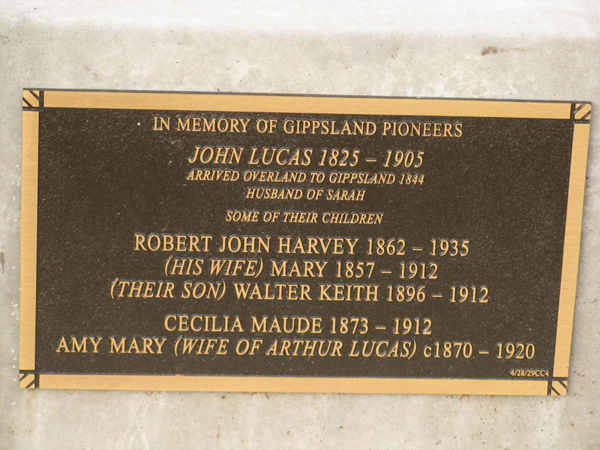 IN MEMORY OF GIPPSLAND PIONEERS
JOHN LUCAS 1825 – 1905
ARRIVED OVERLAND TO GIPPSLAND 1844
HUSBAND OF SARAH
SOME OF THEIR CHILDREN
ROBERT JOHN HARVEY 1862 – 1935
(HIS WIFE) MARY 1857 – 1912
(THEIR SON) WALTER KEITH 1896 – 1912
CECILIA MAUDE 1873 – 1912
AMY MARY (WIFE OF ARTHUR LUCAS) c1870 – 1920
4/28/29CC4